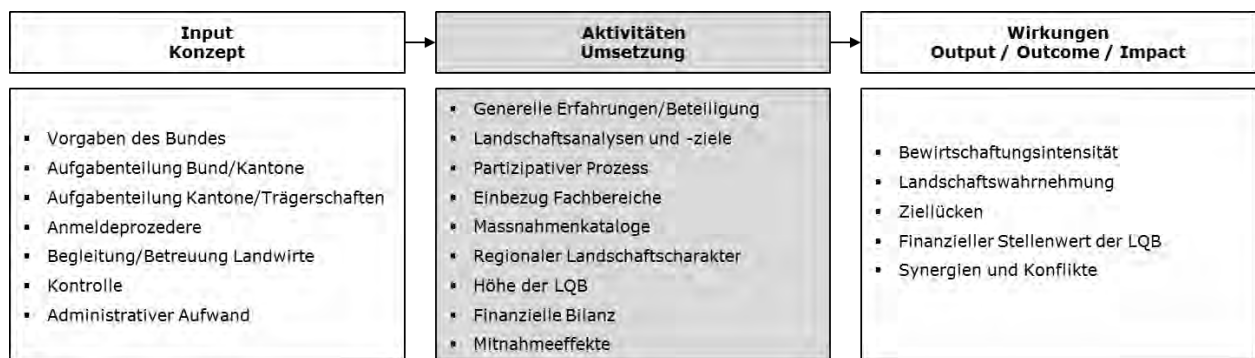 Input
Konzept
Aktivitäten
Umsetzung
Wirkungen
Output / Outcome / Impact
▪ Vorgaben des Bundes
▪ Aufgabenteilung Bund/Kantone
▪ Aufgabenteilung Kantone/Trägerschaften
▪ Anmeldeprozedere
▪ Begleitung/Betreuung Landwirte
▪ Kontrolle
▪ Administrativer Aufwand
▪ Generelle Erfahrungen/Beteiligung
▪ Landschaftsanalysen und -ziele
▪ Partizipativer Prozess
▪ Einbezug Fachbereiche
▪ Massnahmenkataloge
▪ Regionaler Landschaftscharakter
▪ Höhe der LQB
▪ Finanzielle Bilanz
▪ Mitnahmeeffekte
▪ Bewirtschaftungsintensität
▪ Landschaftswahrnehmung
▪ Ziellücken
▪ Finanzieller Stellenwert der LQB
▪ Synergien und Konflikte